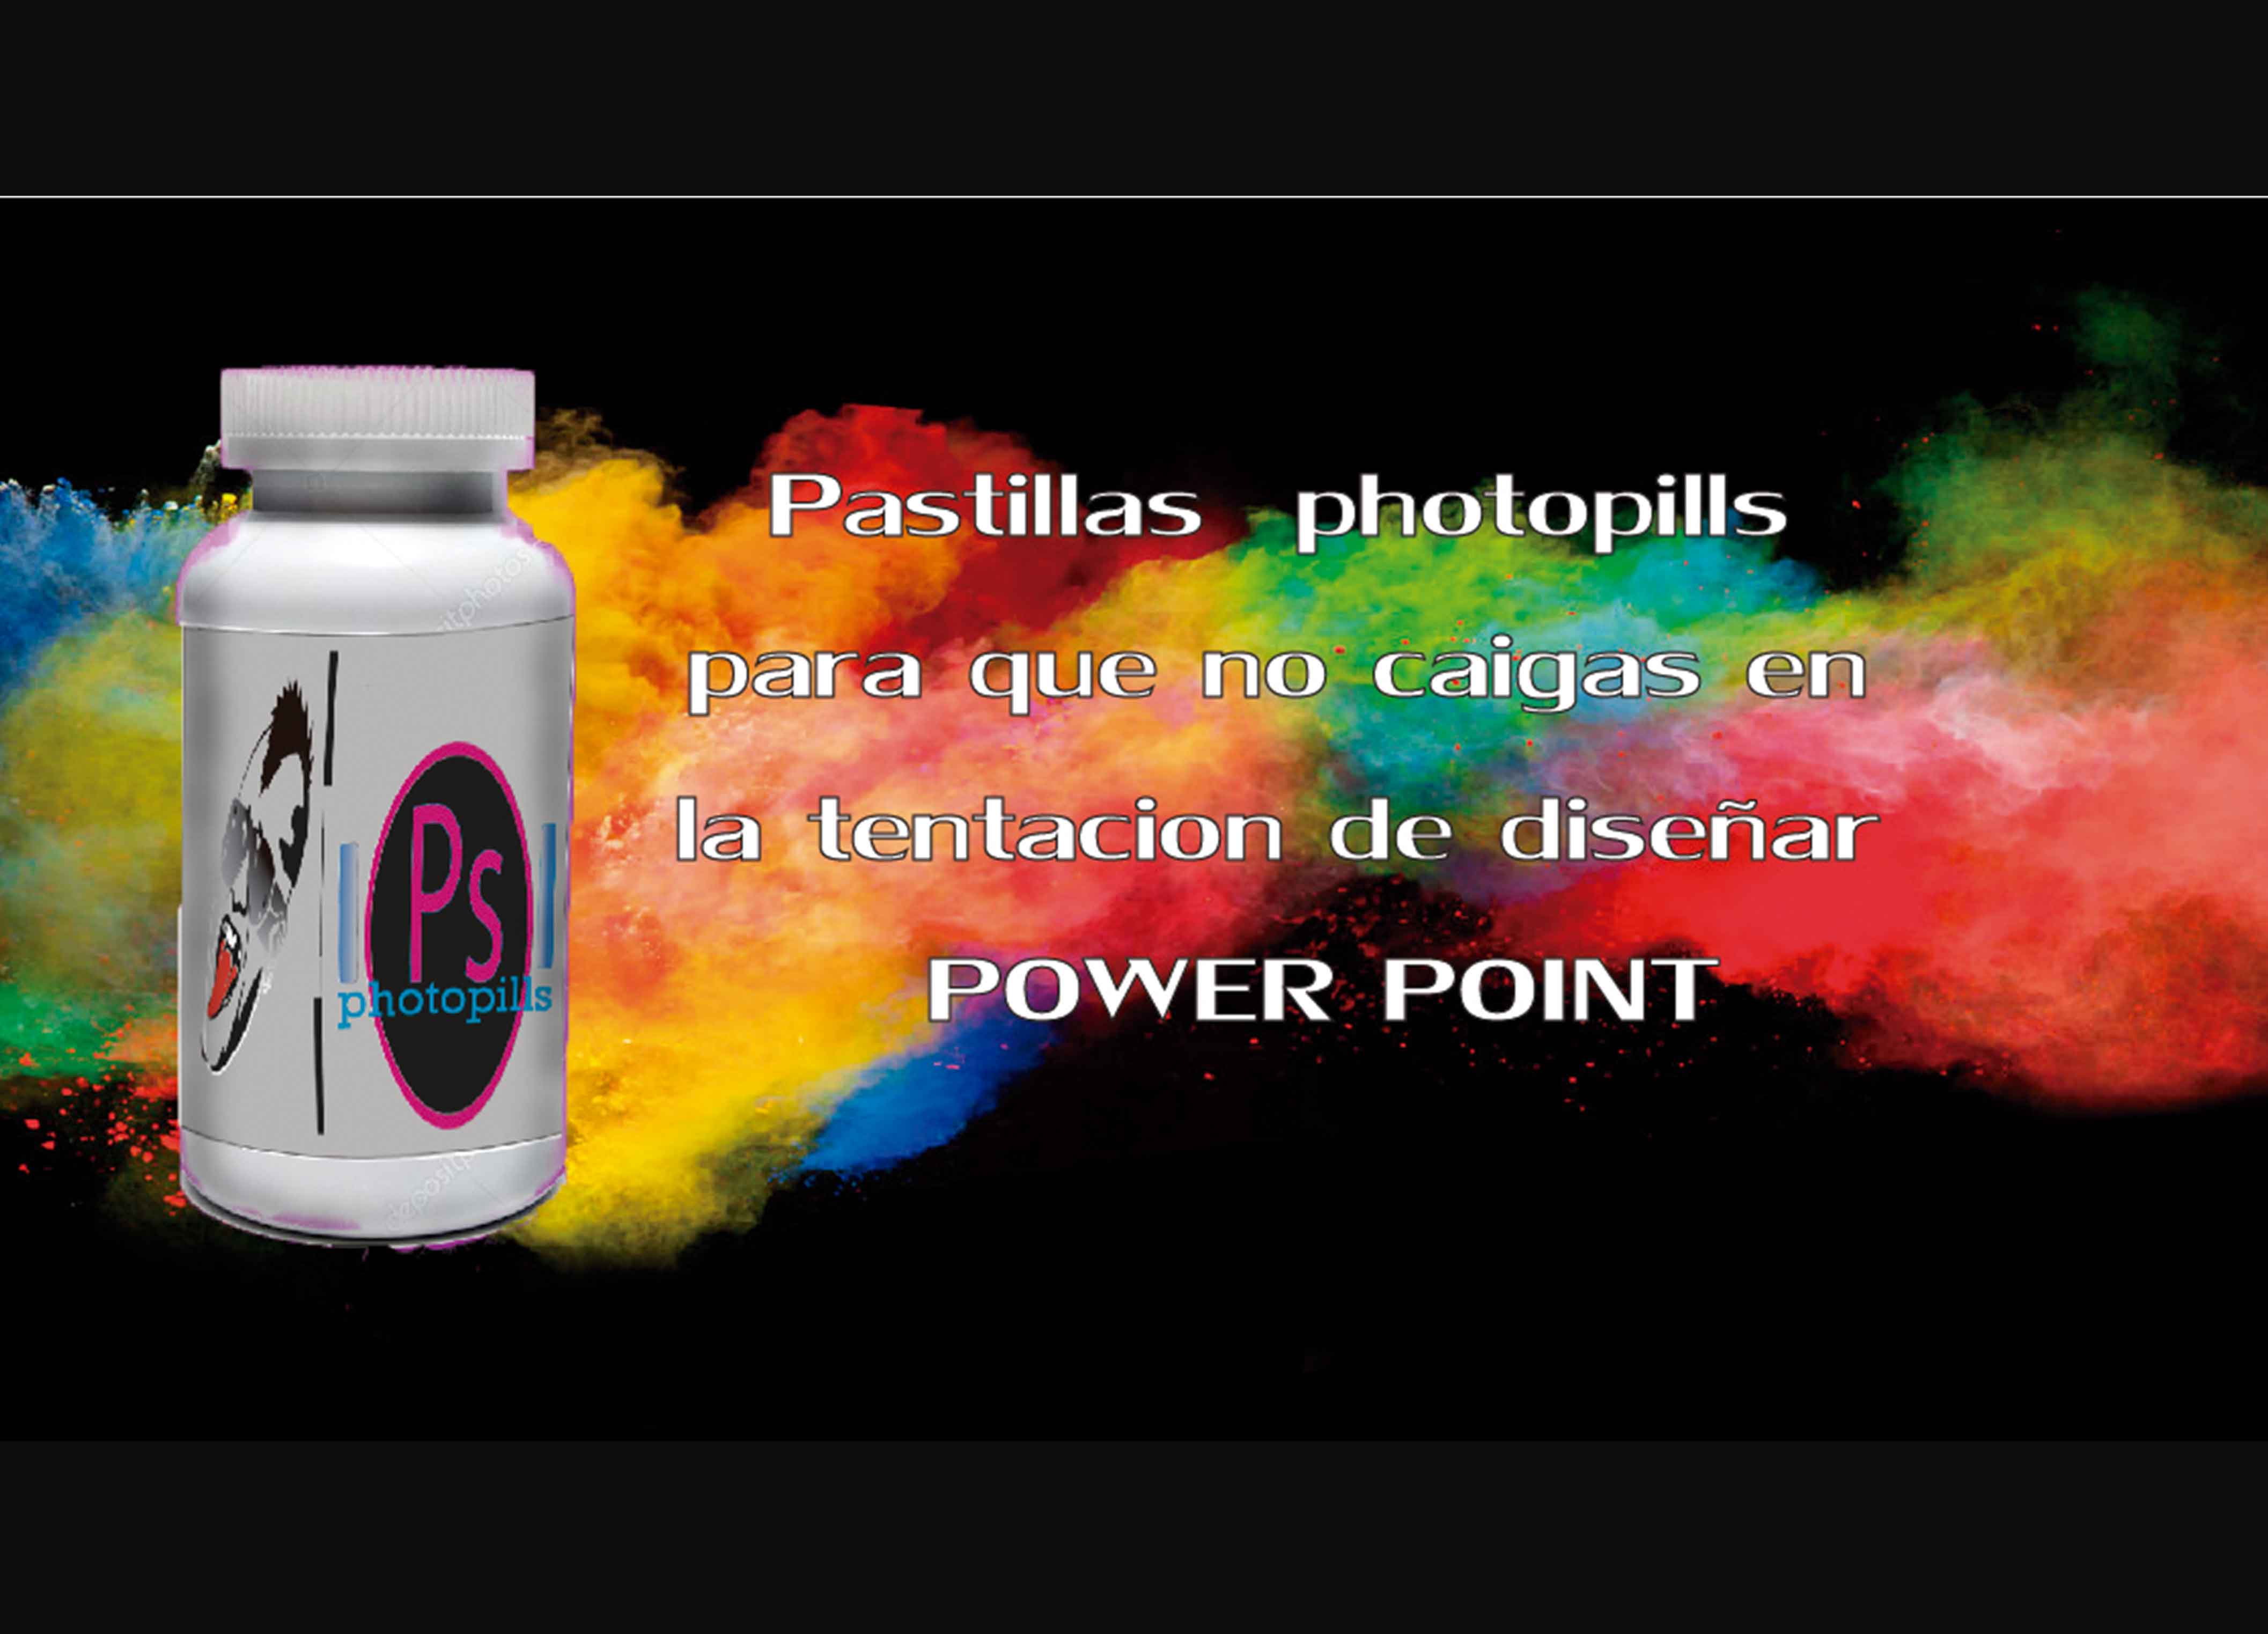 Pastillas photopills
para que no caigas en
la tentacion de diseñar
POWER POINT
Ps
photopills